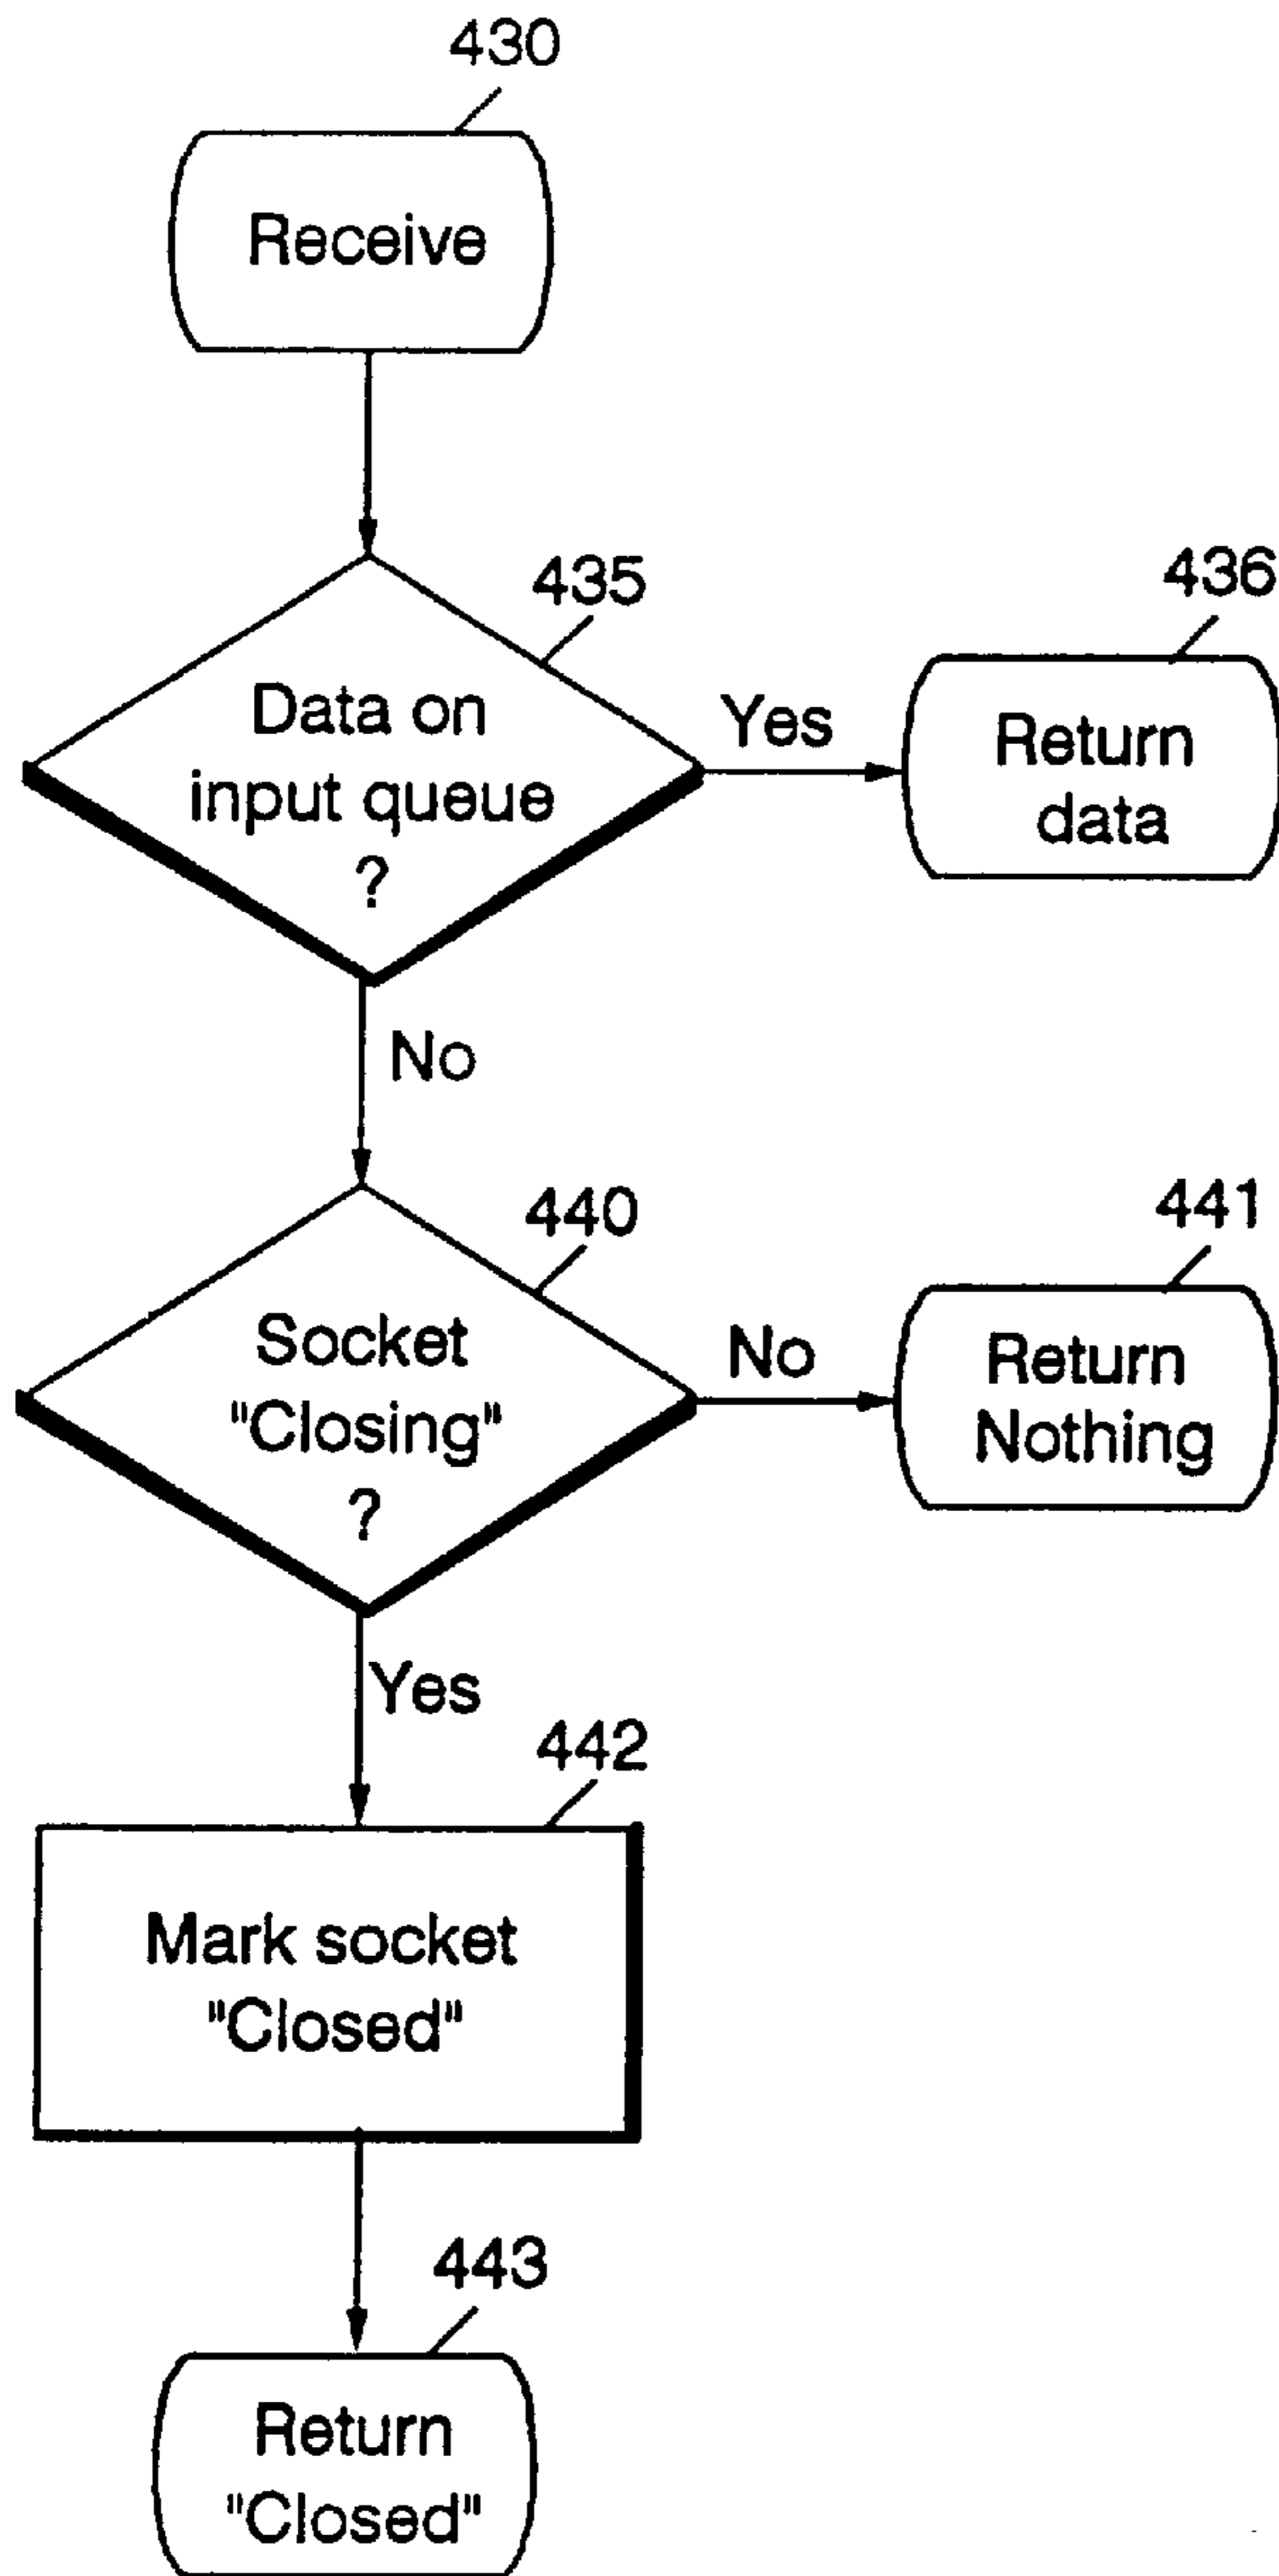 430
Receive
435
Data on
input queue
?
Yes
436
Return
data
No
440
Socket
"Closing"
?
No
441
Return
Nothing
Yes
442
Mark socket
"Closed"
443
Return
"Closed"